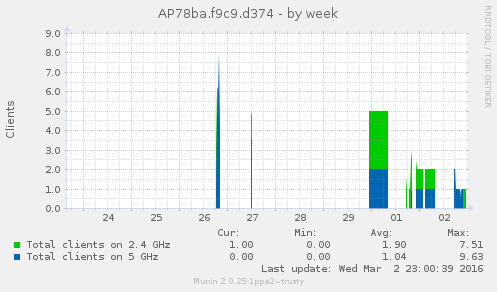 AP78ba.f9c9.d374 - by week
RRDTOOL / TOBI OETIKER
Clients
9.0
8.0
7.0
6.0
5.0
4.0
3.0
2.0
1.0
0.0
24 25 26 27 28 29 01 02
Cur: Min: Avg: Max:
Total clients on 2.4 GHz 1.00 0.00 1.90 7.51
Total clients on 5 GHz 0.00 0.00 1.04 9.63
Last update: Wed Mar 2 23:00:39 2016
Munin 2.0.25-1ppa2~trusty